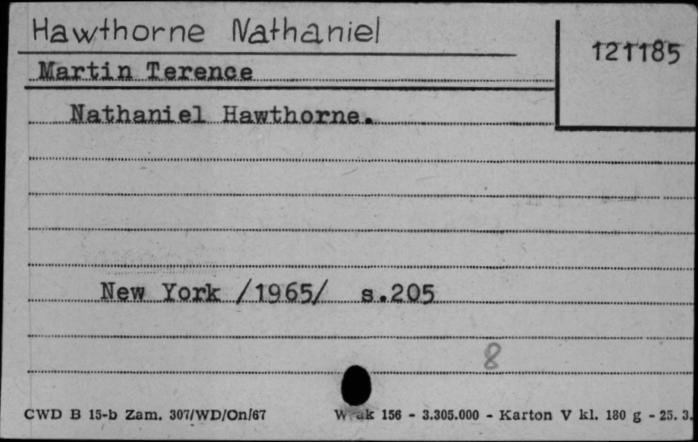 Hawthorne Nathaniel
121185
Martin Terence
Nathaniel Hawthorne.
New York /1965/ s.205
8
CWD B 15-b Zam. 307/WD/On/67 156 - 3.305.000 - Karton V kl. 180 g - 25. 3.